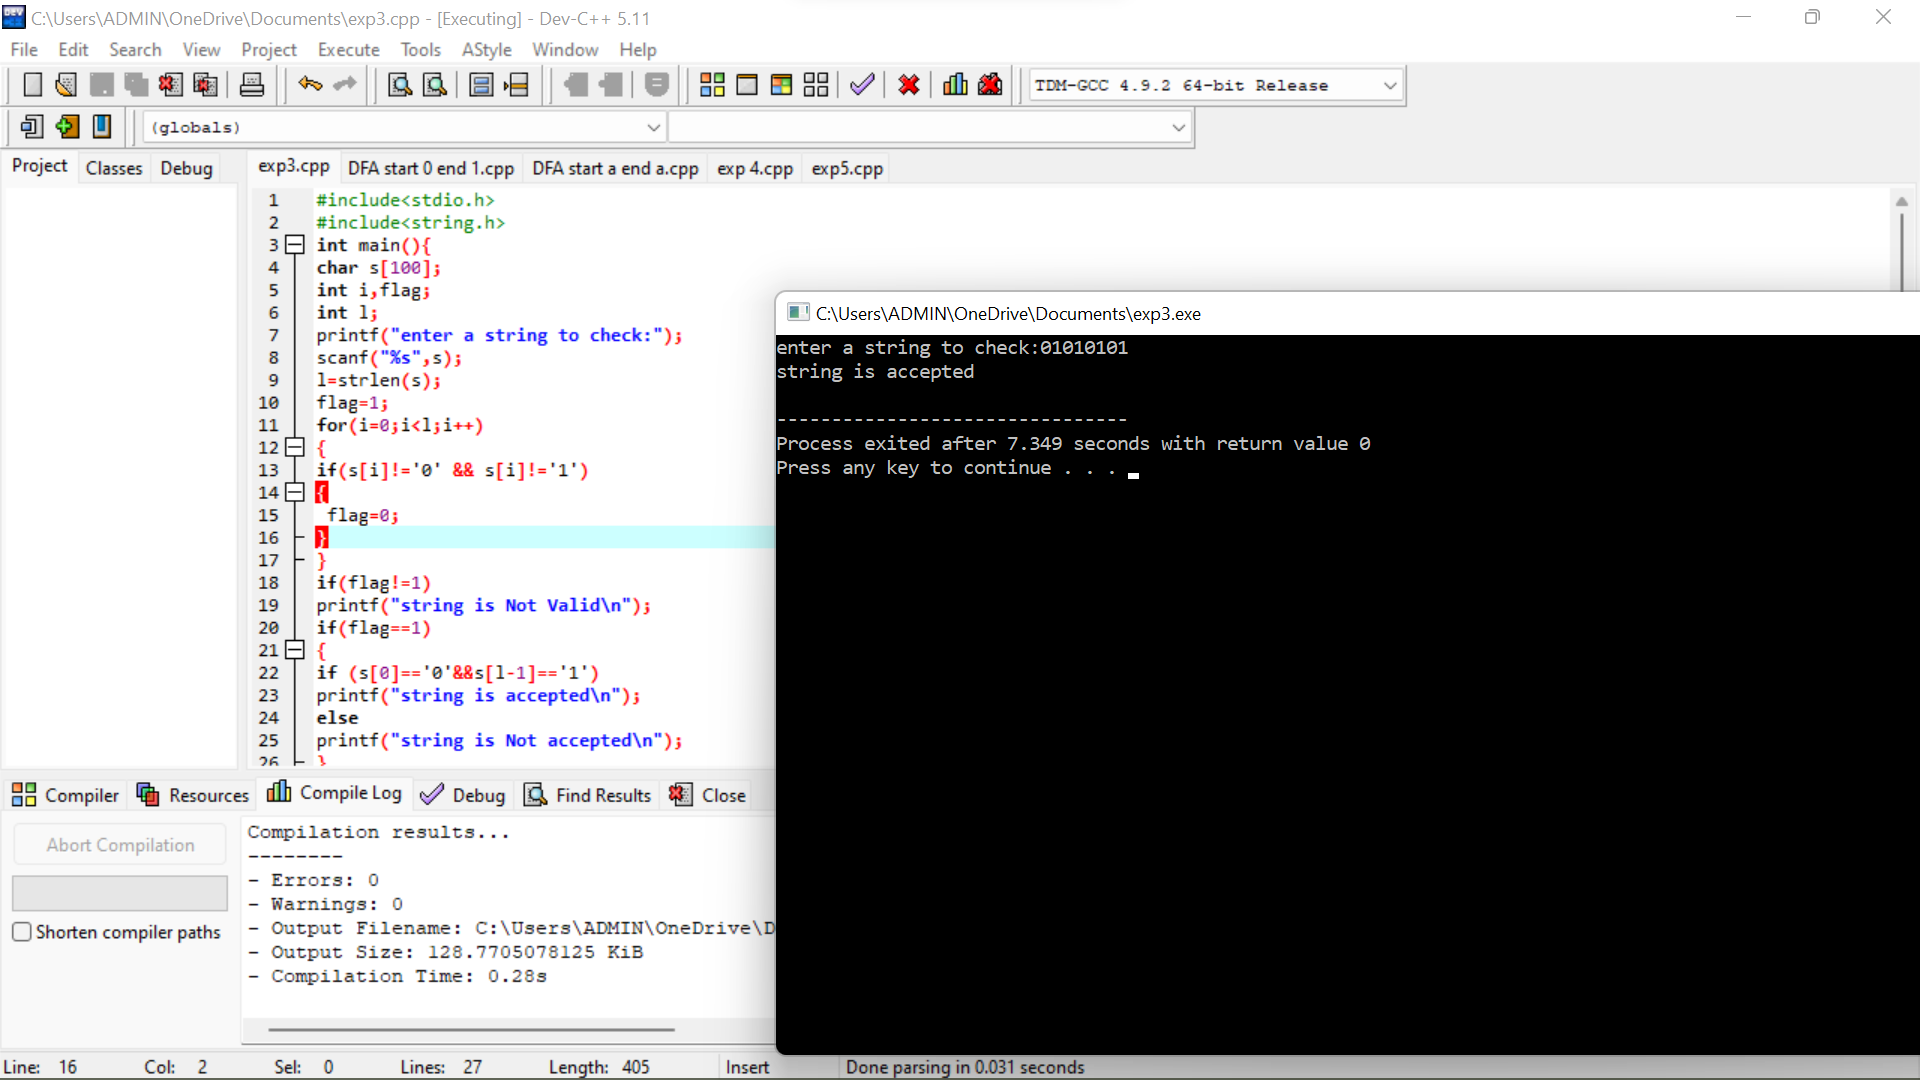 C:\Users\ADMIN\OneDrive\Documents\exp3.cpp - [Executing] - Dev-C++ 5.11
File Edit Search View Project Execute Tools AStyle Window Help
TDM-GCC 4.9.2 64-bit Release
(globals)
Project Classes Debug
exp3.cpp DFA start 0 end 1.cpp DFA start a end a.cpp exp 4.cpp exp5.cpp
1 #include<stdio.h>
2 #include<string.h>
3 int main(){
4 char s[100];
5 int i,flag;
6 int l;
7 printf("enter a string to check:");
8 scanf("%s",s);
9 l=strlen(s);
10 flag=1;
11 for(i=0;i<l;i++)
12 {
13 if(s[i]!='0' && s[i]!='1')
14 {
15 flag=0;
16 }
17 }
18 if(flag!=1)
19 printf("string is Not Valid\n");
20 if(flag==1)
21 {
22 if (s[0]=='0'&&s[l-1]=='1')
23 printf("string is accepted\n");
24 else
25 printf("string is Not accepted\n");
26 }
C:\Users\ADMIN\OneDrive\Documents\exp3.exe
enter a string to check:01010101
string is accepted
--------------------------------
Process exited after 7.349 seconds with return value 0
Press any key to continue . . .
Compiler Resources Compile Log Debug Find Results Close
Abort Compilation
Shorten compiler paths
Compilation results...
--------
- Errors: 0
- Warnings: 0
- Output Filename: C:\Users\ADMIN\OneDrive\D
- Output Size: 128.7705078125 KiB
- Compilation Time: 0.28s
Line: 16 Col: 2 Sel: 0 Lines: 27 Length: 405 Insert Done parsing in 0.031 seconds